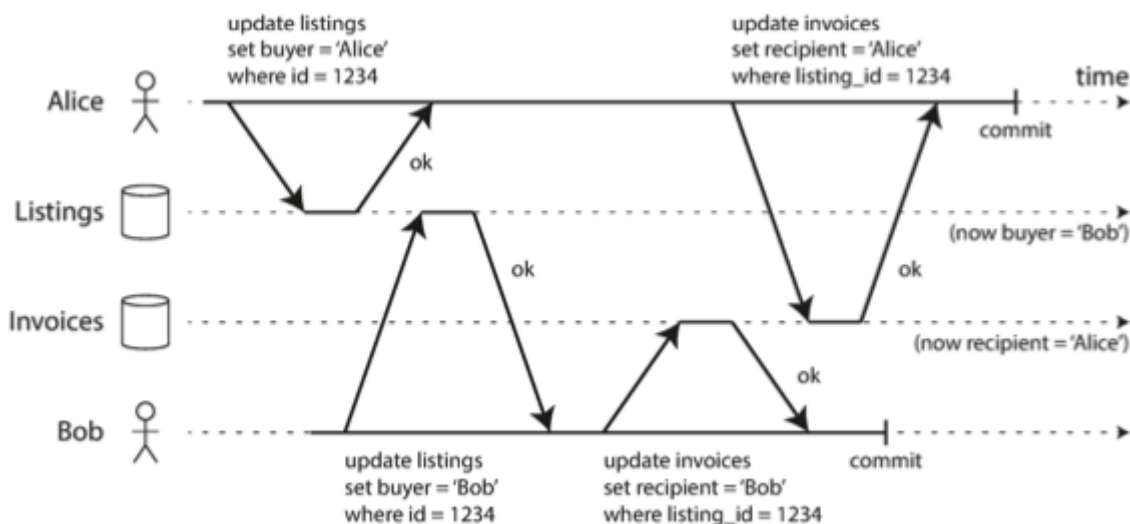 update listings
set buyer = 'Alice'
where id = 1234
update invoices
set recipient = 'Alice'
where listing_id = 1234
time
Alice
commit
ok
Listings
(now buyer = 'Bob')
ok
ok
Invoices
(now recipient = 'Alice')
ok
Bob
update listings
set buyer = 'Bob'
where id = 1234
update invoices
set recipient = 'Bob'
where listing_id = 1234
commit